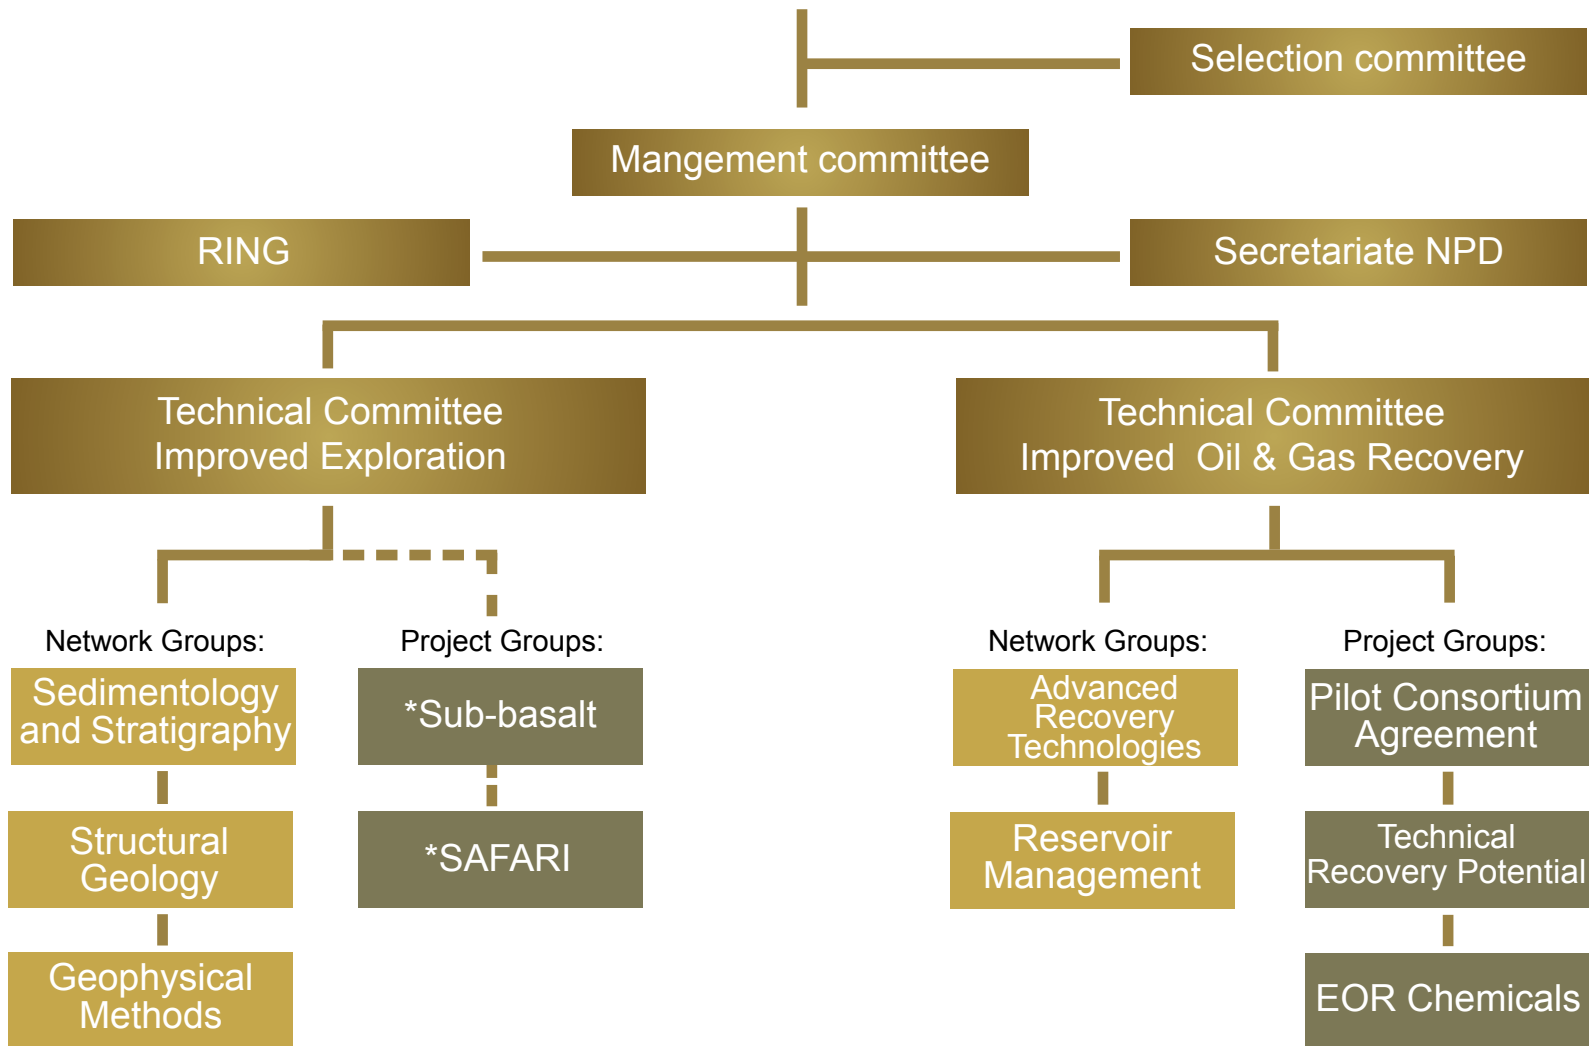 Selection committee
Mangement committee
RING
Secretariate NPD
Technical Committee
Improved Exploration
Technical Committee
Improved Oil & Gas Recovery
Network Groups:
Sedimentology
and Stratigraphy
Structural
Geology
Geophysical
Methods
Project Groups:
*Sub-basalt
*SAFARI
Network Groups:
Advanced
Recovery
Technologies
Reservoir
Management
Project Groups:
Pilot Consortium
Agreement
Technical
Recovery Potential
EOR Chemicals